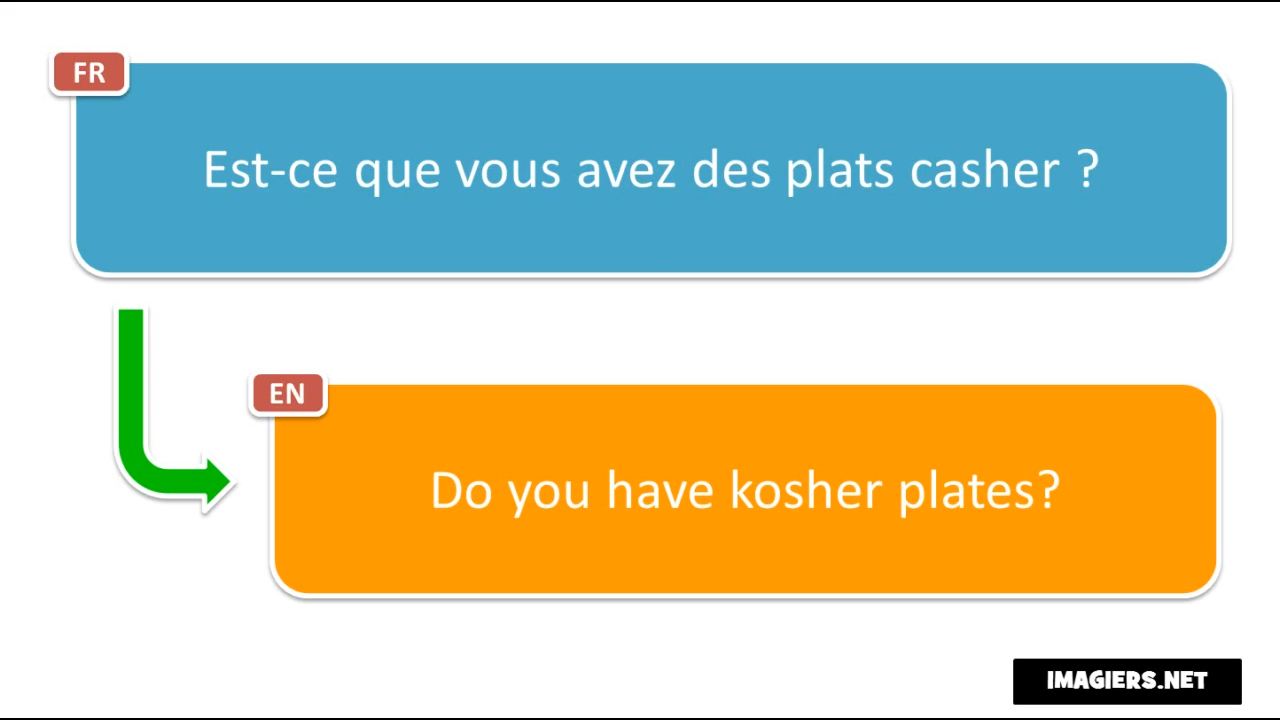 FR
Est-ce que vous avez des plats casher ?
EN
Do you have kosher plates?
IMAGIERS.NET